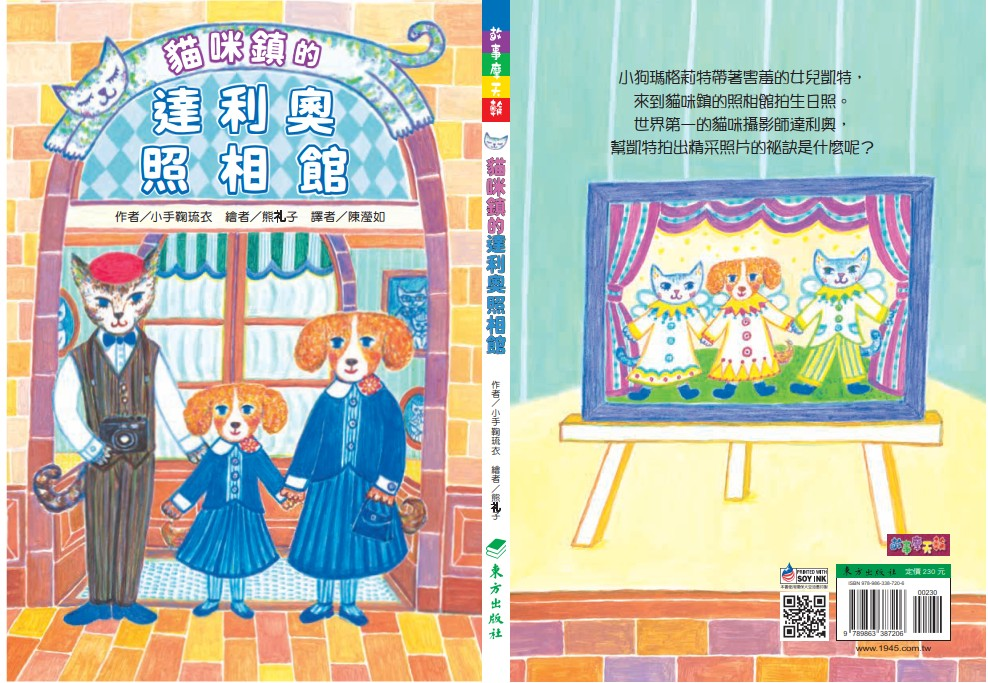 貓咪鎮的
達利奧
照相館
作者／小手鞠琉衣 繪者／熊礼子 譯者／陳瀅如
故事摩天輪
貓咪鎮的達利奧照相館
作者／小手鞠琉衣 繪者／熊礼子
東方出版社
小狗瑪格莉特帶著害羞的女兒凱特，
來到貓咪鎮的照相館拍生日照。
世界第一的貓咪攝影師達利奧，
幫凱特拍出精采照片的祕訣是什麼呢？
故事摩天輪
PRINTED WITH
SOY INK
東方出版社 定價 230 元
ISBN 978-986-338-720-6
00230
9 789863 387206
www.1945.com.tw